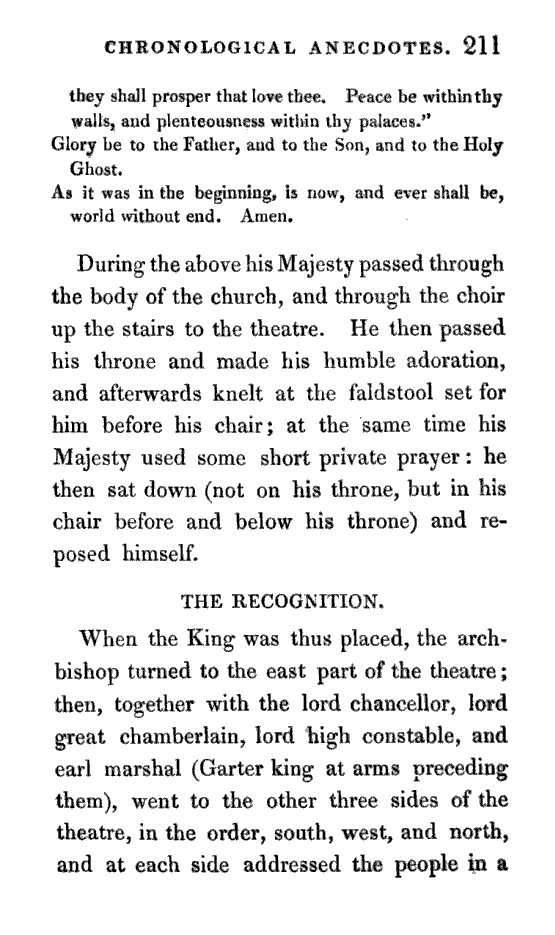 CHRONOLOGICAL ANECDOTES. 211
they shall prosper that love thee. Peace be within thy
walls, and plenteousness within thy palaces."
Glory be to the Father, and to the Son, and to the Holy
Ghost.
As it was in the beginning, is now, and ever shall be,
world without end. Amen.
During the above his Majesty passed through
the body of the church, and through the choir
up the stairs to the theatre. He then passed
his throne and made his humble adoration,
and afterwards knelt at the faldstool set for
him before his chair; at the same time his
Majesty used some short private prayer: he
then sat down (not on his throne, but in his
chair before and below his throne) and re-
posed himself.
THE RECOGNITION.
When the King was thus placed, the arch-
bishop turned to the east part of the theatre;
then, together with the lord chancellor, lord
great chamberlain, lord high constable, and
earl marshal (Garter king at arms preceding
them), went to the other three sides of the
theatre, in the order, south, west, and north,
and at each side addressed the people in a